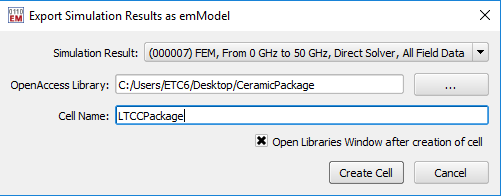 0110
EM
Export Simulation Results as emModel
Simulation Result: (000007) FEM, From 0 GHz to 50 GHz, Direct Solver, All Field Data
OpenAccess Library: C:/Users/ETC6/Desktop/CeramicPackage ...
Cell Name: LTCCPackage
Open Libraries Window after creation of cell
Create Cell Cancel